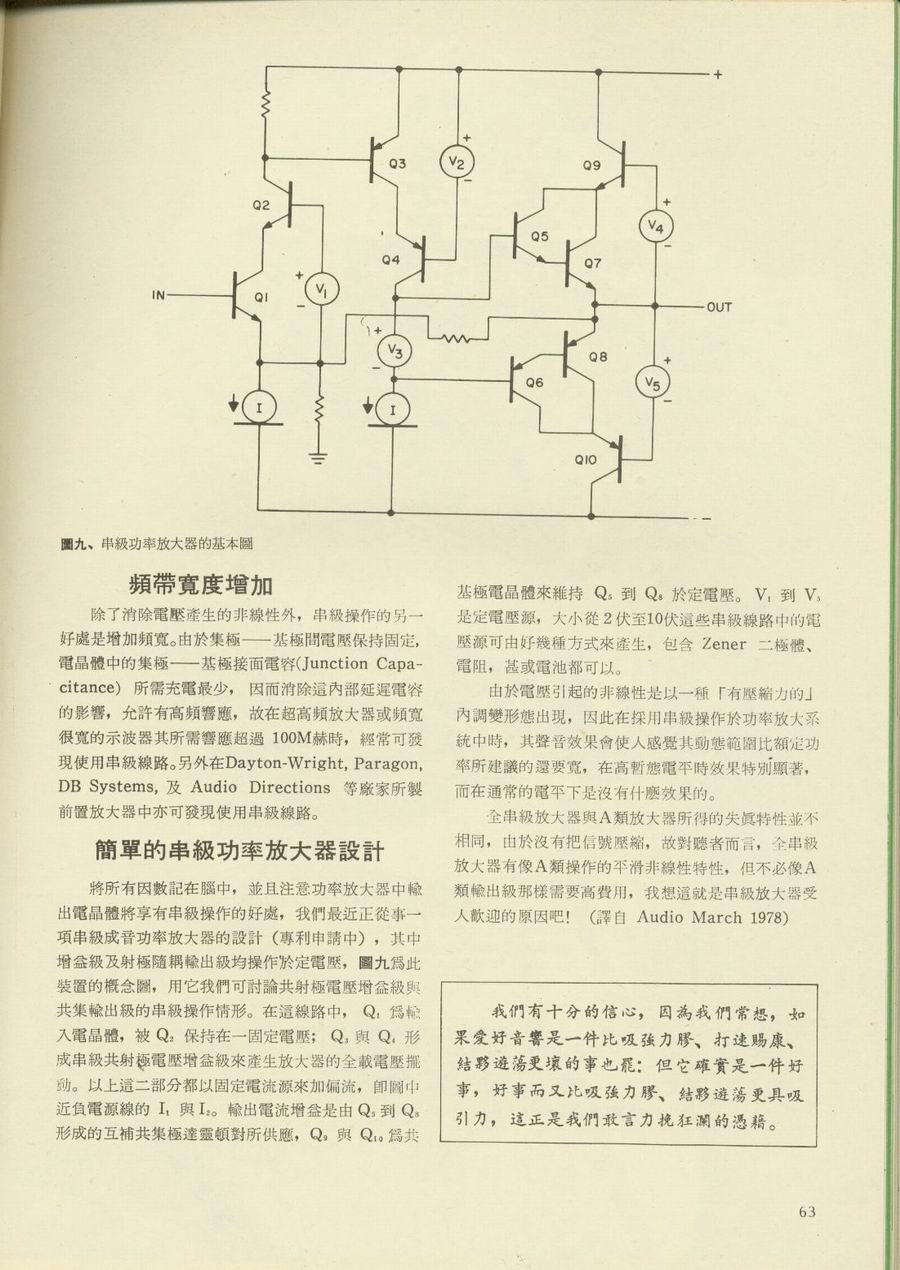 +
Q3
+
V2
−
Q9
Q2
+
V4
−
Q5
Q4
Q7
IN
Q1
+
V1
−
OUT
+
V3
−
Q8
+
V5
−
Q6
I
I
Q10
−
圖九、串級功率放大器的基本圖
頻帶寬度增加
除了消除電壓產生的非線性外，串級操作的另一
好處是增加頻寬。由於集極——基極間電壓保持固定，
電晶體中的集極——基極接面電容(Junction Capa-
citance) 所需充電最少， 因而消除這內部延遲電容
的影響，允許有高頻響應，故在超高頻放大器或頻寬
很寬的示波器其所需響應超過 100M赫時，經常可發
現使用串級線路。另外在Dayton-Wright, Paragon,
DB Systems, 及 Audio Directions 等廠家所製
前置放大器中亦可發現使用串級線路。
簡單的串級功率放大器設計
將所有因數記在腦中，並且注意功率放大器中輸
出電晶體將享有串級操作的好處，我們最近正從事一
項串級成音功率放大器的設計（專利申請中），其中
增益級及射極隨耦輸出級均操作於定電壓，圖九爲此
裝置的概念圖，用它我們可討論共射極電壓增益級與
共集輸出級的串級操作情形。在這線路中， Q₁ 爲輸
入電晶體，被 Q₂ 保持在一固定電壓； Q₃ 與 Q₄ 形
成串級共射極電壓增益級來產生放大器的全載電壓擺
動。以上這二部分都以固定電流源來加偏流，卽圖中
近負電源線的 I₁ 與 I₂。輸出電流增益是由 Q₅ 到 Q₈
形成的互補共集極達靈頓對所供應，Q₉ 與 Q₁₀ 爲共
基極電晶體來維持 Q₅ 到 Q₈ 於定電壓。 V₁ 到 V₅
是定電壓源，大小從 2 伏至10伏這些串級線路中的電
壓源可由好幾種方式來產生，包含 Zener 二極體、
電阻，甚或電池都可以。
由於電壓引起的非線性是以一種「有壓縮力的」
內調變形態出現，因此在採用串級操作於功率放大系
統中時，其聲音效果會使人感覺其動態範圍比額定功
率所建議的還要寬，在高暫態電平時效果特別顯著，
而在通常的電平下是沒有什麼效果的。
全串級放大器與A類放大器所得的失眞特性並不
相同，由於沒有把信號壓縮，故對聽者而言，全串級
放大器有像A類操作的平滑非線性特性，但不必像A
類輸出級那樣需要高費用，我想這就是串級放大器受
人歡迎的原因吧！ （譯自 Audio March 1978）
我們有十分的信心，因為我們常想，如
果愛好音響是一件比吸強力膠、打速賜康、
結夥遊蕩更壞的事也罷：但它確實是一件好
事，好事而又比吸強力膠、結夥遊蕩更具吸
引力，這正是我們敢言力挽狂瀾的憑藉。
63